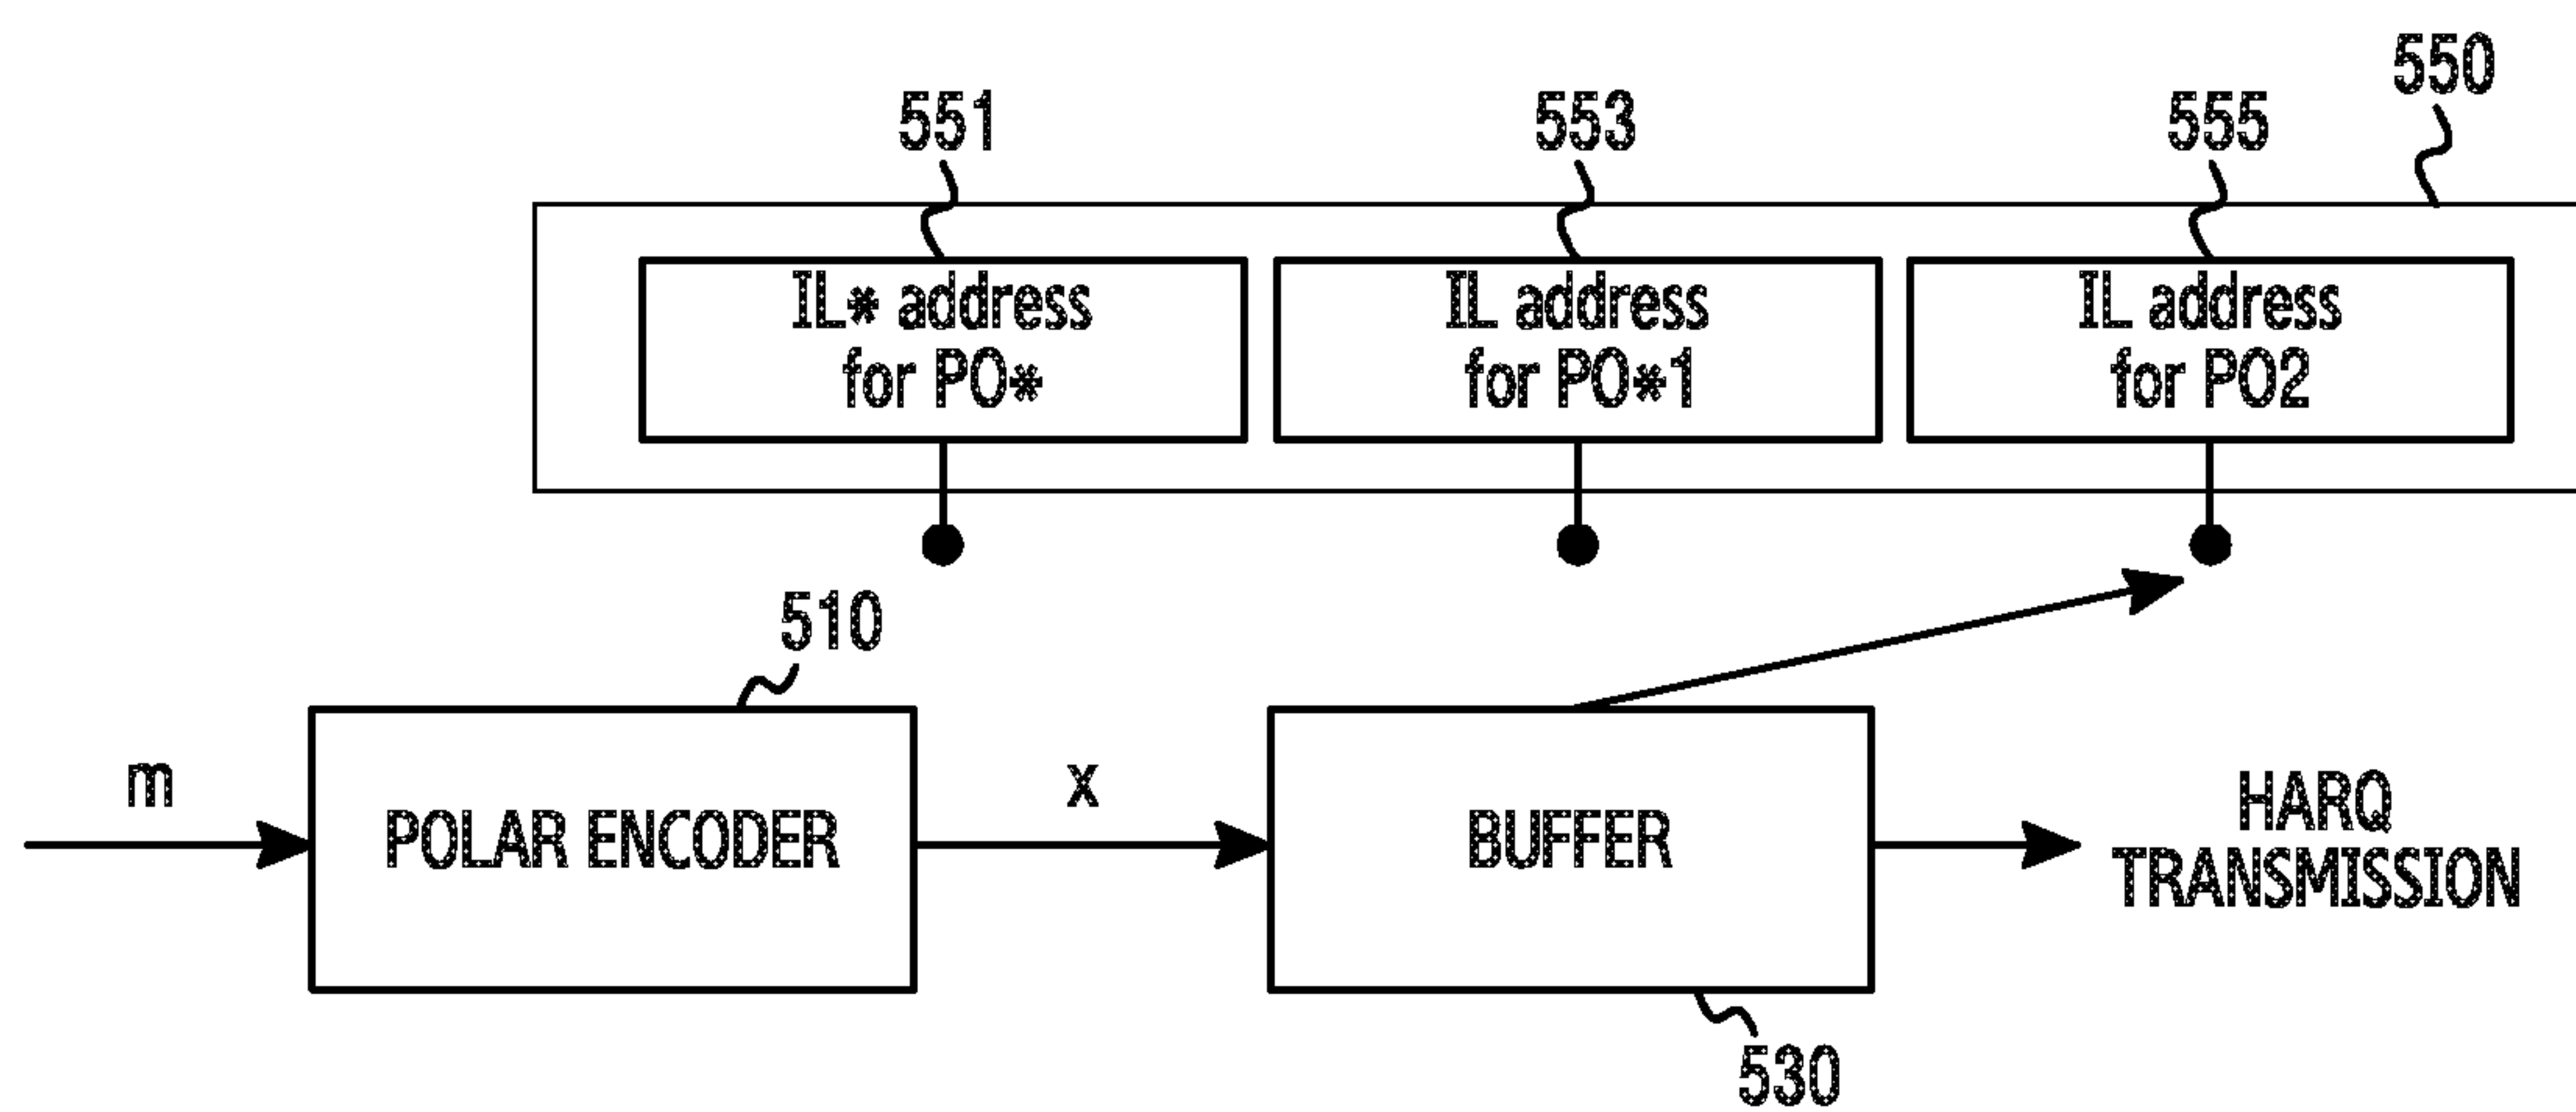 550
551
553
555
IL* address
for PO*
IL address
for PO*1
IL address
for PO2
510
m
POLAR ENCODER
x
BUFFER
HARQ
TRANSMISSION
530